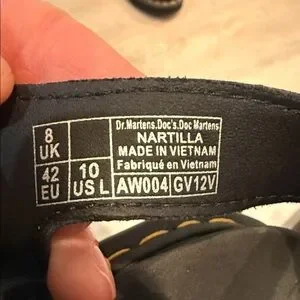 Dr.Martens.Doc's.Doc Martens
NARTILLA
MADE IN VIETNAM
Fabriqué en Vietnam
8
UK
42
EU
10
US L
AW004
GV12V